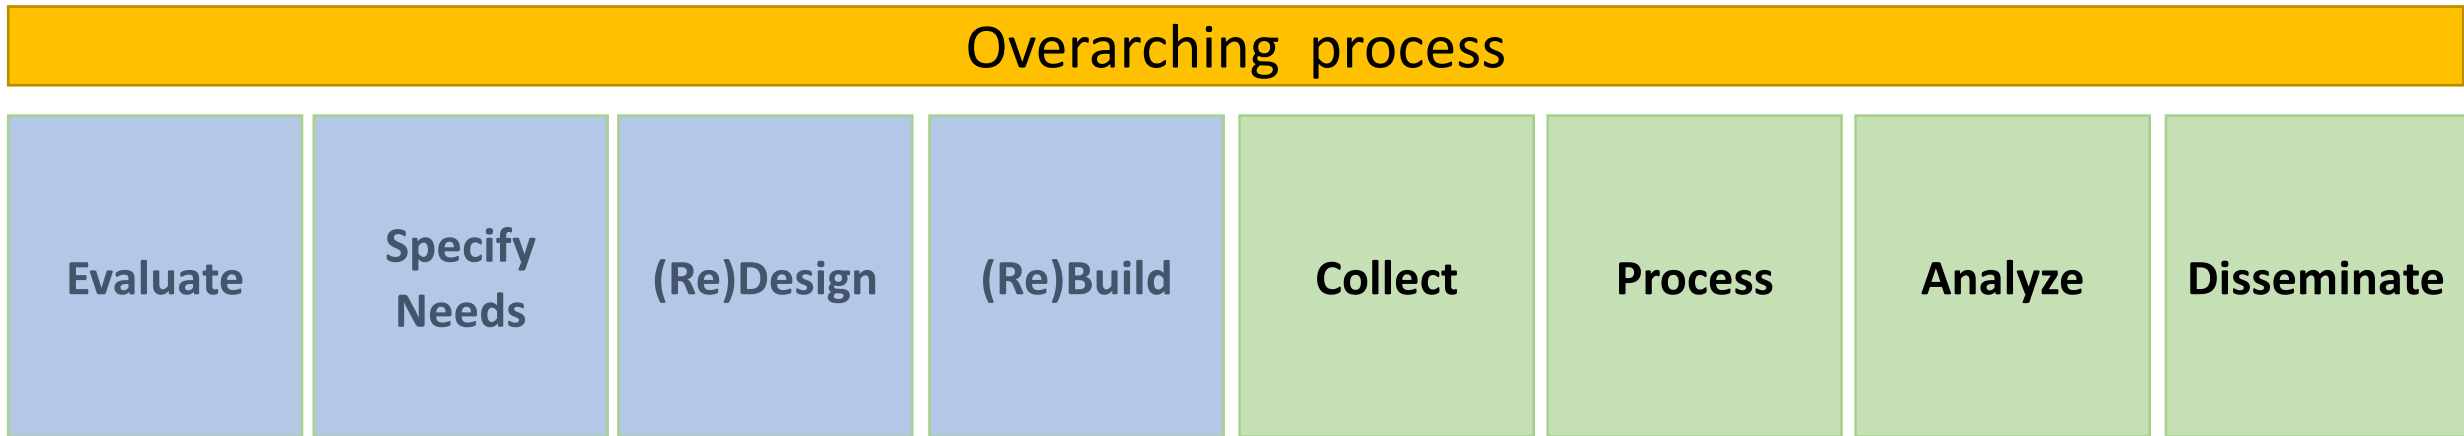 Overarching process
Evaluate
Specify
Needs
(Re)Design
(Re)Build
Collect
Process
Analyze
Disseminate